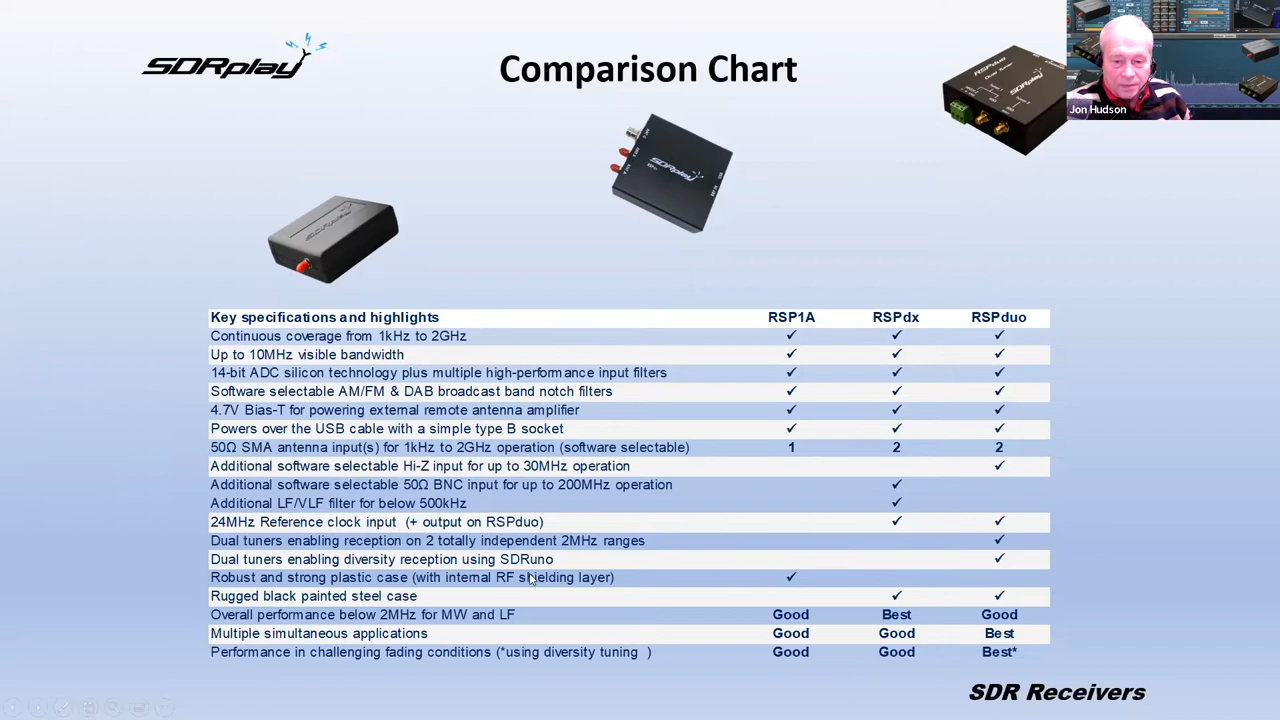 SDRplay
Comparison Chart
RSPduo
Dual Tuner
SDRplay
Jon Hudson
SDRplay
Key specifications and highlights RSP1A RSPdx RSPduo
Continuous coverage from 1kHz to 2GHz ✓ ✓ ✓
Up to 10MHz visible bandwidth ✓ ✓ ✓
14-bit ADC silicon technology plus multiple high-performance input filters ✓ ✓ ✓
Software selectable AM/FM & DAB broadcast band notch filters ✓ ✓ ✓
4.7V Bias-T for powering external remote antenna amplifier ✓ ✓ ✓
Powers over the USB cable with a simple type B socket ✓ ✓ ✓
50Ω SMA antenna input(s) for 1kHz to 2GHz operation (software selectable) 1 2 2
Additional software selectable Hi-Z input for up to 30MHz operation ✓
Additional software selectable 50Ω BNC input for up to 200MHz operation ✓
Additional LF/VLF filter for below 500kHz ✓
24MHz Reference clock input (+ output on RSPduo) ✓ ✓
Dual tuners enabling reception on 2 totally independent 2MHz ranges ✓
Dual tuners enabling diversity reception using SDRuno ✓
Robust and strong plastic case (with internal RF shielding layer) ✓
Rugged black painted steel case ✓ ✓
Overall performance below 2MHz for MW and LF Good Best Good
Multiple simultaneous applications Good Good Best
Performance in challenging fading conditions (*using diversity tuning ) Good Good Best*
SDR Receivers